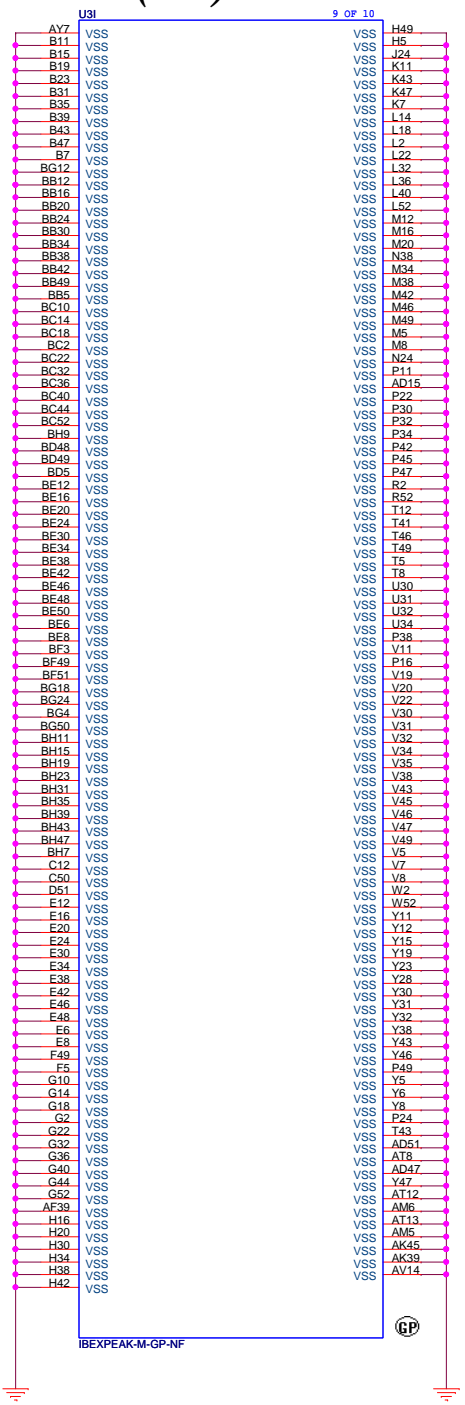 U3I 9 OF 10
AY7 VSS VSS H49
B11 VSS VSS H5
B15 VSS VSS J24
B19 VSS VSS K11
B23 VSS VSS K43
B31 VSS VSS K47
B35 VSS VSS K7
B39 VSS VSS L14
B43 VSS VSS L18
B47 VSS VSS L2
B7 VSS VSS L22
BG12 VSS VSS L32
BB12 VSS VSS L36
BB16 VSS VSS L40
BB20 VSS VSS L52
BB24 VSS VSS M12
BB30 VSS VSS M16
BB34 VSS VSS M20
BB38 VSS VSS N38
BB42 VSS VSS M34
BB49 VSS VSS M38
BB5 VSS VSS M42
BC10 VSS VSS M46
BC14 VSS VSS M49
BC18 VSS VSS M5
BC2 VSS VSS M8
BC22 VSS VSS N24
BC32 VSS VSS P11
BC36 VSS VSS AD15
BC40 VSS VSS P22
BC44 VSS VSS P30
BC52 VSS VSS P32
BH9 VSS VSS P34
BD48 VSS VSS P42
BD49 VSS VSS P45
BD5 VSS VSS P47
BE12 VSS VSS R2
BE16 VSS VSS R52
BE20 VSS VSS T12
BE24 VSS VSS T41
BE30 VSS VSS T46
BE34 VSS VSS T49
BE38 VSS VSS T5
BE42 VSS VSS T8
BE46 VSS VSS U30
BE48 VSS VSS U31
BE50 VSS VSS U32
BE6 VSS VSS U34
BE8 VSS VSS P38
BF3 VSS VSS V11
BF49 VSS VSS P16
BF51 VSS VSS V19
BG18 VSS VSS V20
BG24 VSS VSS V22
BG4 VSS VSS V30
BG50 VSS VSS V31
BH11 VSS VSS V32
BH15 VSS VSS V34
BH19 VSS VSS V35
BH23 VSS VSS V38
BH31 VSS VSS V43
BH35 VSS VSS V45
BH39 VSS VSS V46
BH43 VSS VSS V47
BH47 VSS VSS V49
BH7 VSS VSS V5
C12 VSS VSS V7
C50 VSS VSS V8
D51 VSS VSS W2
E12 VSS VSS W52
E16 VSS VSS Y11
E20 VSS VSS Y12
E24 VSS VSS Y15
E30 VSS VSS Y19
E34 VSS VSS Y23
E38 VSS VSS Y28
E42 VSS VSS Y30
E46 VSS VSS Y31
E48 VSS VSS Y32
E6 VSS VSS Y38
E8 VSS VSS Y43
F49 VSS VSS Y46
F5 VSS VSS P49
G10 VSS VSS Y5
G14 VSS VSS Y6
G18 VSS VSS Y8
G2 VSS VSS P24
G22 VSS VSS T43
G32 VSS VSS AD51
G36 VSS VSS AT8
G40 VSS VSS AD47
G44 VSS VSS Y47
G52 VSS VSS AT12
AF39 VSS VSS AM6
H16 VSS VSS AT13
H20 VSS VSS AM5
H30 VSS VSS AK45
H34 VSS VSS AK39
H38 VSS VSS AV14
H42 VSS
GP
IBEXPEAK-M-GP-NF